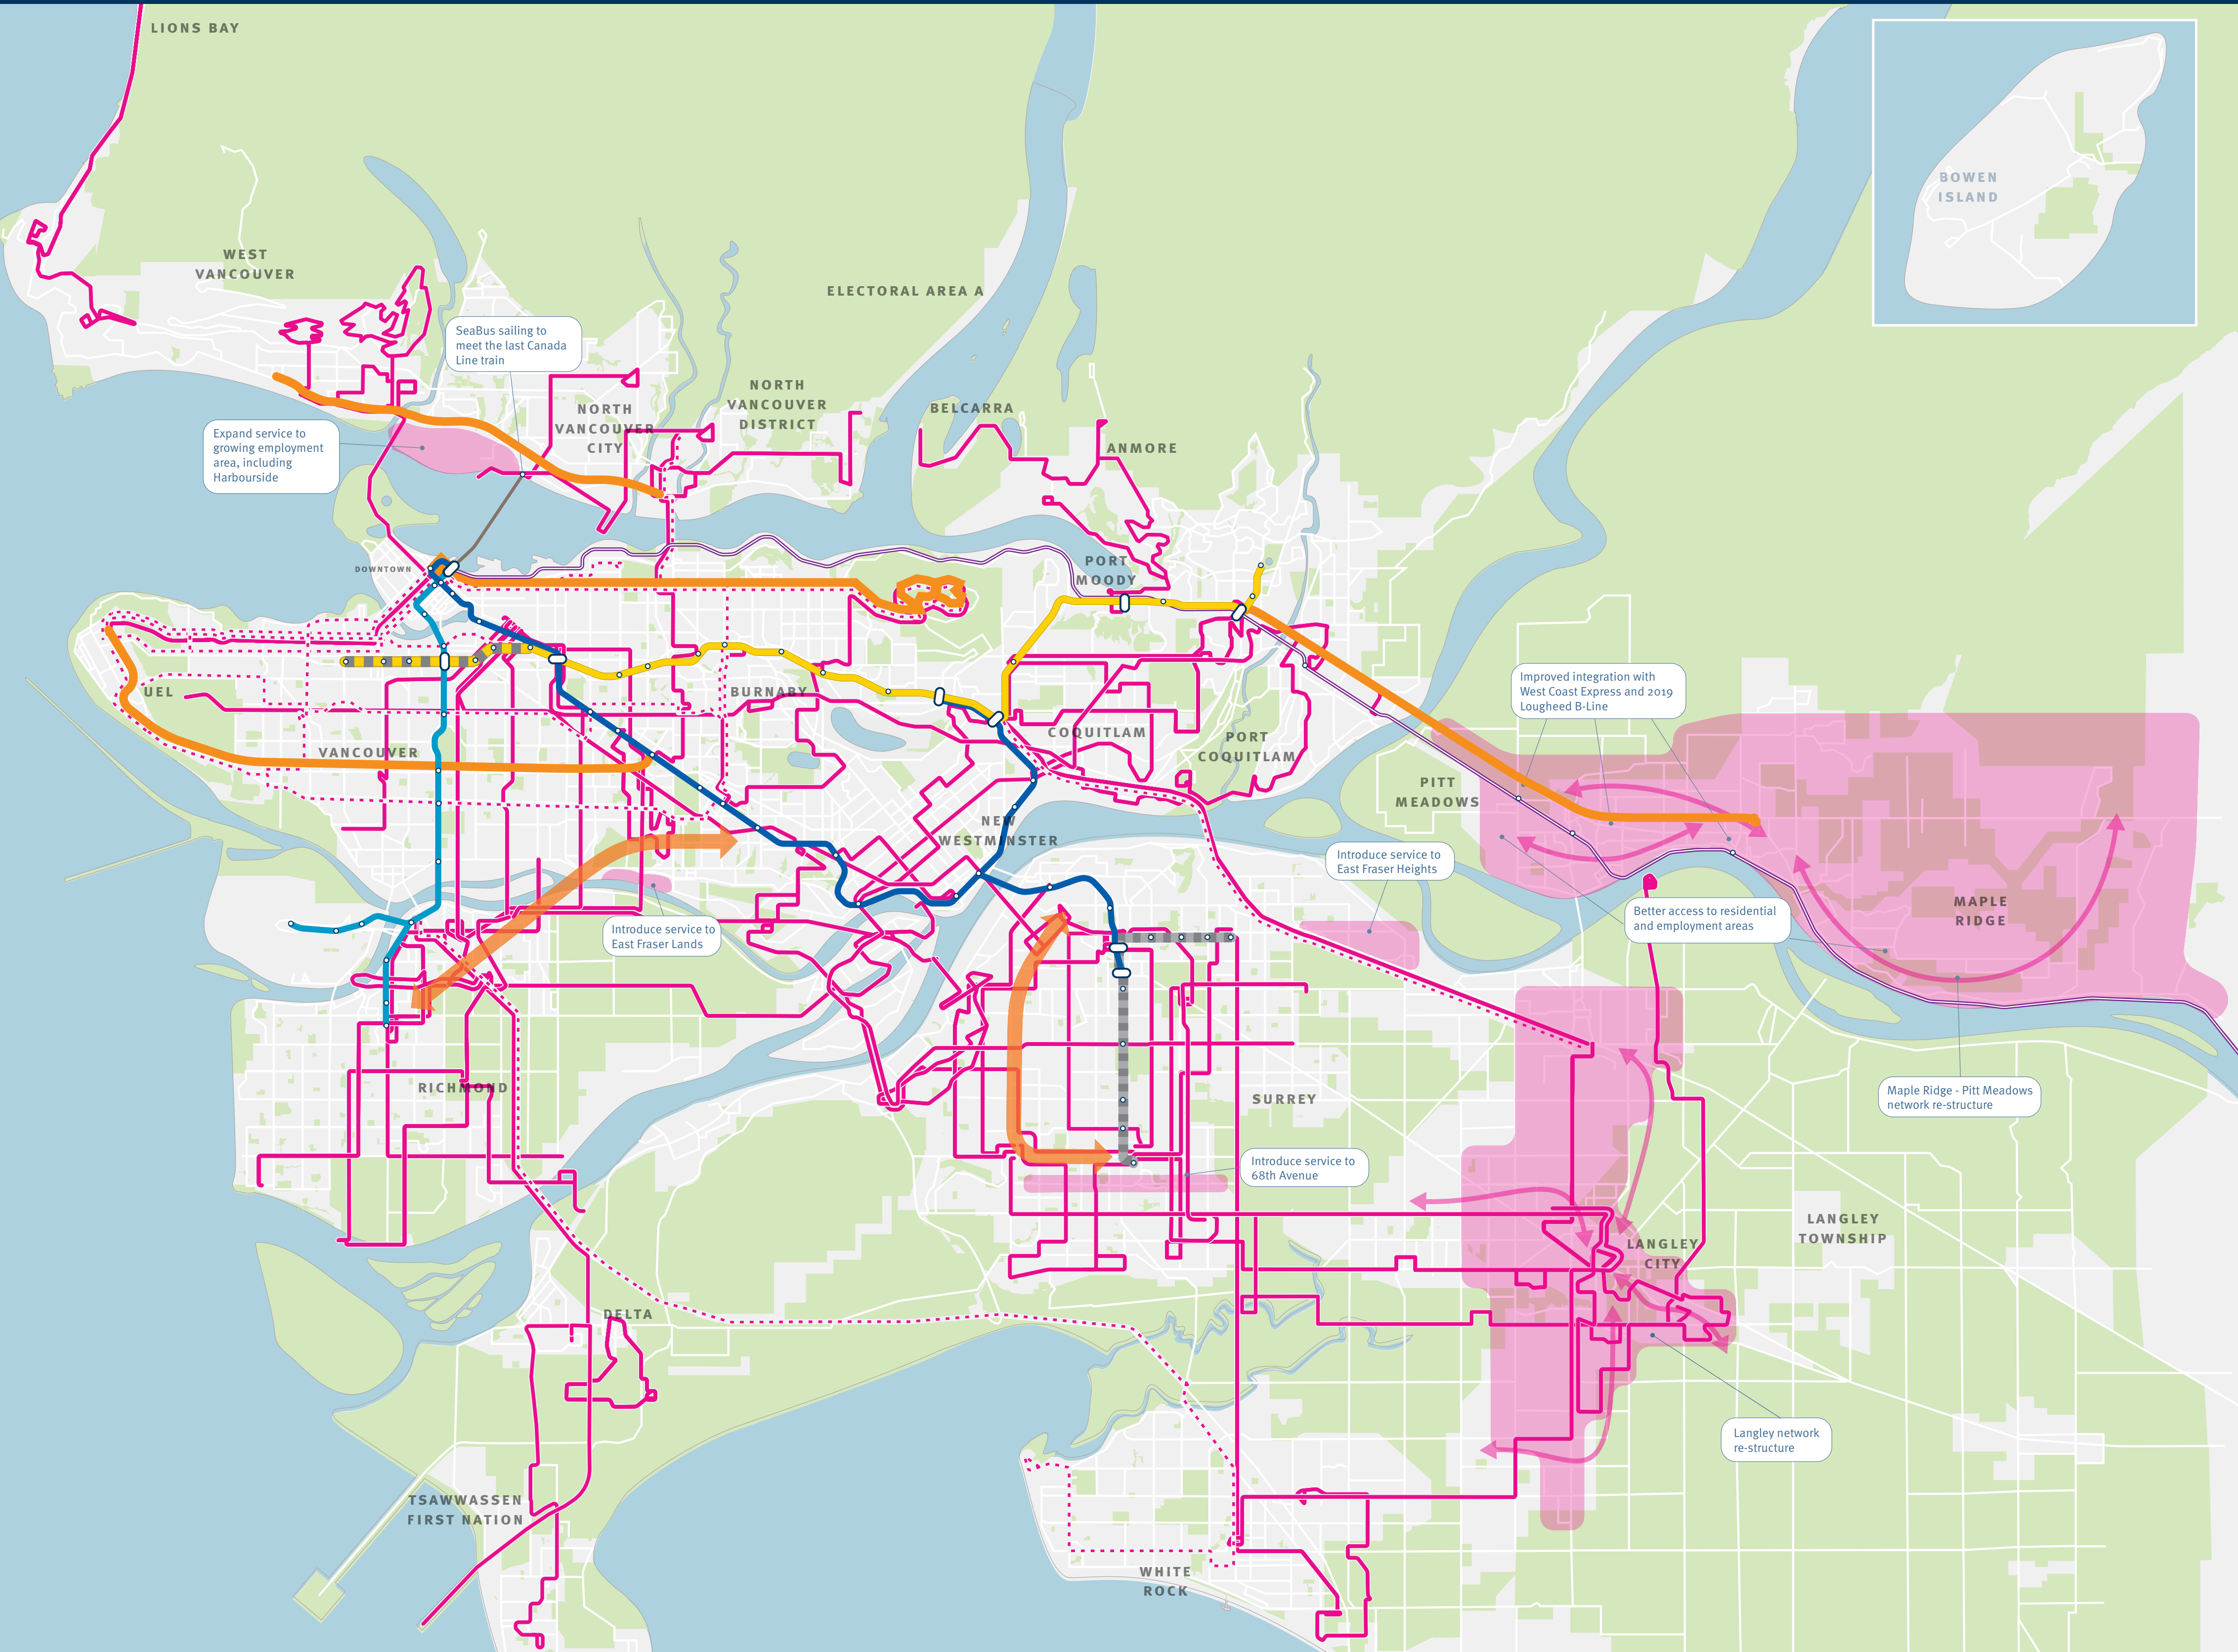 LIONS BAY
BOWEN
ISLAND
WEST
VANCOUVER
ELECTORAL AREA A
SeaBus sailing to
meet the last Canada
Line train
NORTH
VANCOUVER
DISTRICT
NORTH
VANCOUVER
CITY
BELCARRA
ANMORE
Expand service to
growing employment
area, including
Harbourside
DOWNTOWN
PORT
MOODY
UEL
BURNABY
VANCOUVER
COQUITLAM
PORT
COQUITLAM
Improved integration with
West Coast Express and 2019
Lougheed B-Line
PITT
MEADOWS
NEW
WESTMINSTER
Introduce service to
East Fraser Heights
MAPLE
RIDGE
Better access to residential
and employment areas
Introduce service to
East Fraser Lands
RICHMOND
SURREY
Maple Ridge - Pitt Meadows
network re-structure
Introduce service to
68th Avenue
LANGLEY
CITY
LANGLEY
TOWNSHIP
DELTA
Langley network
re-structure
TSAWWASSEN
FIRST NATION
WHITE
ROCK